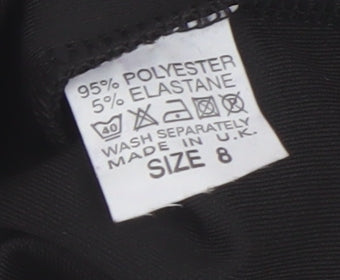 95% POLYESTER
5% ELASTANE
40
WASH SEPARATELY
MADE IN U.K.
SIZE 8